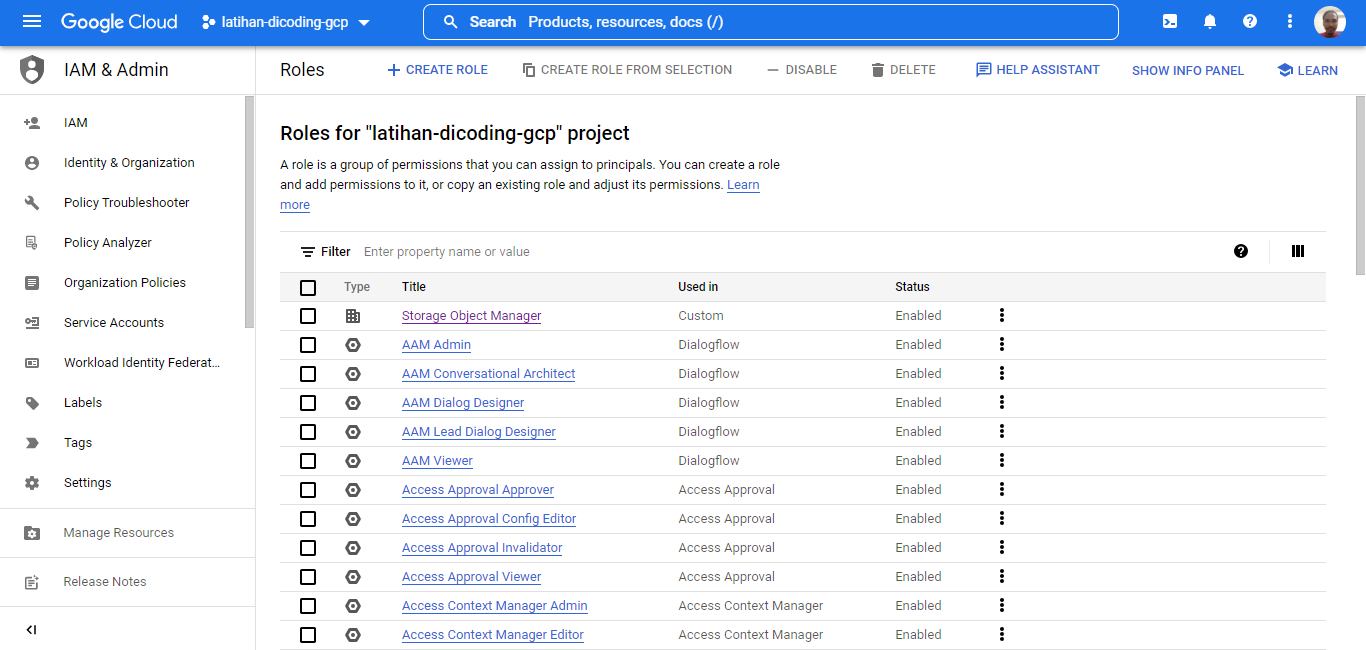 Google Cloud latihan-dicoding-gcp Search Products, resources, docs (/)
IAM & Admin
Roles CREATE ROLE CREATE ROLE FROM SELECTION DISABLE DELETE HELP ASSISTANT SHOW INFO PANEL LEARN
IAM
Identity & Organization
Policy Troubleshooter
Policy Analyzer
Organization Policies
Service Accounts
Workload Identity Federat...
Labels
Tags
Settings
Manage Resources
Release Notes
Roles for "latihan-dicoding-gcp" project
A role is a group of permissions that you can assign to principals. You can create a role
and add permissions to it, or copy an existing role and adjust its permissions. Learn
more
Filter Enter property name or value
Type Title Used in Status
Storage Object Manager Custom Enabled
AAM Admin Dialogflow Enabled
AAM Conversational Architect Dialogflow Enabled
AAM Dialog Designer Dialogflow Enabled
AAM Lead Dialog Designer Dialogflow Enabled
AAM Viewer Dialogflow Enabled
Access Approval Approver Access Approval Enabled
Access Approval Config Editor Access Approval Enabled
Access Approval Invalidator Access Approval Enabled
Access Approval Viewer Access Approval Enabled
Access Context Manager Admin Access Context Manager Enabled
Access Context Manager Editor Access Context Manager Enabled